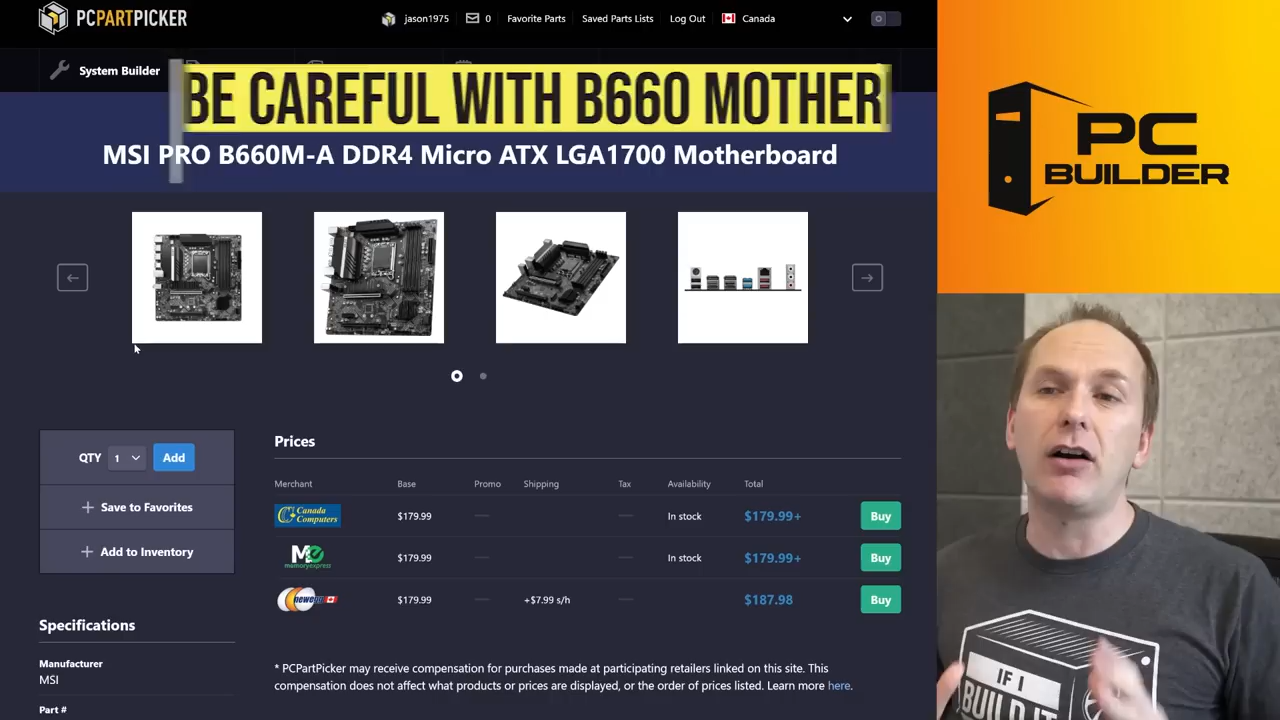 PCPARTPICKER
jason1975
0
Favorite Parts
Saved Parts Lists
Log Out
Canada
System Builder
BE CAREFUL WITH B660 MOTHER
MSI PRO B660M-A DDR4 Micro ATX LGA1700 Motherboard
PC
BUILDER
QTY 1 Add
+ Save to Favorites
+ Add to Inventory
Specifications
Manufacturer
MSI
Part #
Prices
Merchant Base Promo Shipping Tax Availability Total
Canada Computers $179.99 — — In stock $179.99+ Buy
ME memoryexpress $179.99 — — In stock $179.99+ Buy
newegg $179.99 — +$7.99 s/h — $187.98 Buy
* PCPartPicker may receive compensation for purchases made at participating retailers linked on this site. This
compensation does not affect what products or prices are displayed, or the order of prices listed. Learn more here.
IF I
BUILD IT